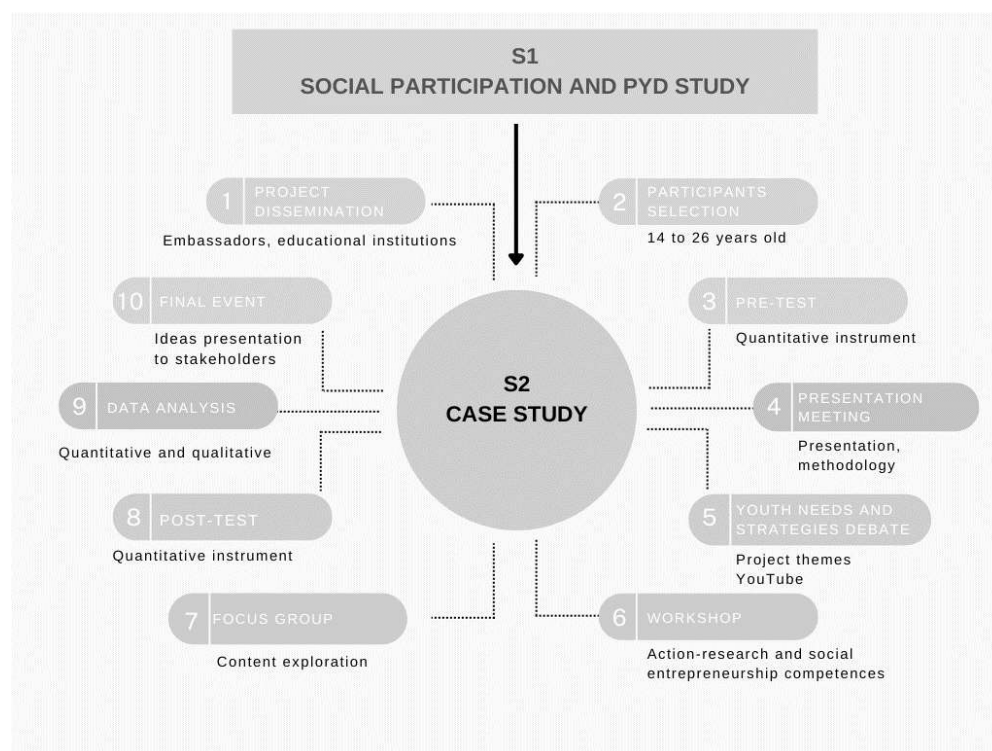 S1
SOCIAL PARTICIPATION AND PYD STUDY
1
PROJECT
DISSEMINATION
Embassadors, educational institutions
2
PARTICIPANTS
SELECTION
14 to 26 years old
10
FINAL EVENT
Ideas presentation
to stakeholders
3
PRE-TEST
Quantitative instrument
S2
CASE STUDY
9
DATA ANALYSIS
Quantitative and qualitative
4
PRESENTATION
MEETING
Presentation,
methodology
8
POST-TEST
Quantitative instrument
5
YOUTH NEEDS AND
STRATEGIES DEBATE
Project themes
YouTube
7
FOCUS GROUP
Content exploration
6
WORKSHOP
Action-research and social
entrepreneurship competences